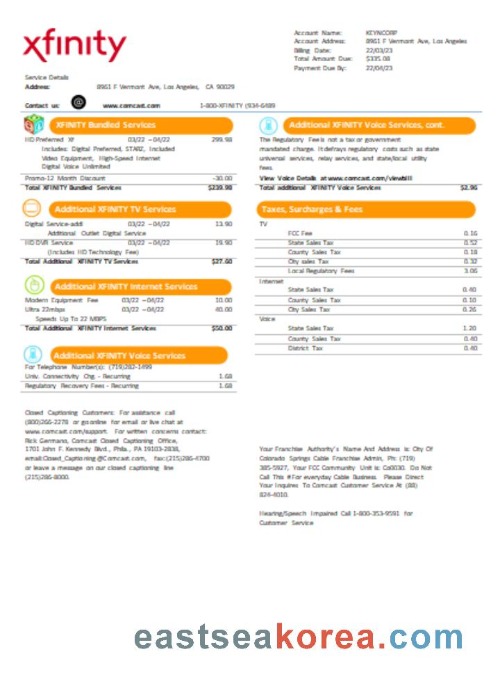 xfinity
Account Name: KEYNCORP
Account Address: 8961 F Vermont Ave, Los Angeles
Billing Date: 22/03/23
Total Amount Due: $335.08
Payment Due By: 22/04/23
Service Details
Address: 8961 F Vermont Ave, Los Angeles, CA 90029
Contact us: @ www.comcast.com 1-800-XFINITY (934-6489
XFINITY Bundled Services
HD Preferred XF 03/22 –04/22 299.98
Includes: Digital Preferred, STARZ, Included
Video Equipment, High-Speed Internet
Digital Voice Unlimited
Promo-12 Month Discount -30.00
Total XFINITY Bundled Services $239.98
Additional XFINITY TV Services
Digital Service-addl 03/22 –04/22 13.90
Additional Outlet Digital Service
HD DVR Service 03/22 –04/22 19.90
(Includes HD Technology Fee)
Total Additional XFINITY TV Services $27.60
Additional XFINITY Internet Services
Modem Equipment Fee 03/22 –04/22 10.00
Ultra 22mbps 03/22 –04/22 40.00
Speeds Up To 22 MBPS
Total Additional XFINITY Internet Services $50.00
Additional XFINITY Voice Services
For Telephone Number(s): (719)282-1499
Univ. Connectivity Chg. - Recurring 1.68
Regulatory Recovery Fees - Recurring 1.68
Closed Captioning Customers: For assistance call
(800)266-2278 or go online for email or live chat at
www.comcast.com/support. For written concerns contact:
Rick Germano, Comcast Closed Captioning Office,
1701 John F. Kennedy Blvd., Phila., PA 19103-2838,
email:Closed_Captioning@Comcast.com, fax:(215)286-4700
or leave a message on our closed captioning line
(215)286-8000.
Additional XFINITY Voice Services, cont.
The Regulatory Fee is not a tax or government
mandated charge. It defrays regulatory costs such as state
universal services, relay services, and state/local utility
fees.
View Voice Details at www.comcast.com/viewbill
Total additional XFINITY Voice Services $2.96
Taxes, Surcharges & Fees
TV
FCC Fee 0.16
State Sales Tax 0.52
County Sales Tax 0.18
City sales Tax 0.32
Local Regulatory Fees 3.06
Internet
State Sales Tax 0.40
County Sales Tax 0.10
City Sales Tax 0.26
Voice
State Sales Tax 1.20
County Sales Tax 0.40
District Tax 0.40
Your Franchise Authority's Name And Address is: City Of
Colorado Springs Cable Franchise Admin, Ph: (719)
385-5927, Your FCC Community Unit is: Co0030. Do Not
Call This #For everyday Cable Business. Please Direct
Your Inquires To Comcast Customer Service At (88)
824-4010.
Hearing/Speech Impaired Call 1-800-353-9591 for
Customer Service
eastseakorea.com